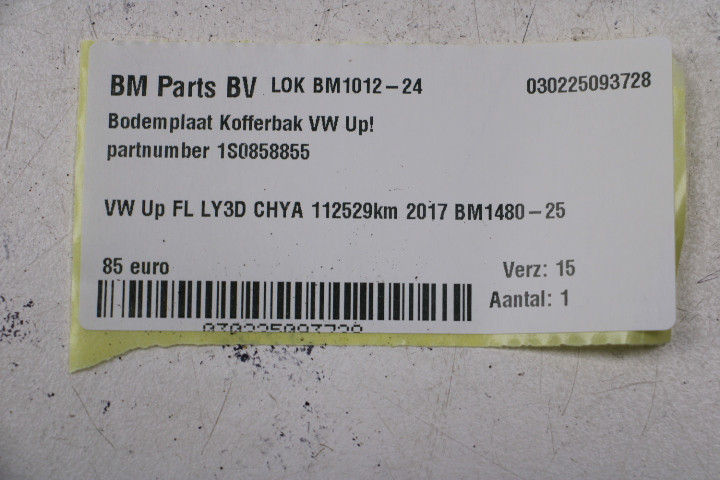 BM Parts BV LOK BM1012-24 030225093728
Bodemplaat Kofferbak VW Up!
partnumber 1S0858855
VW Up FL LY3D CHYA 112529km 2017 BM1480-25
85 euro Verz: 15
Aantal: 1
030225093728